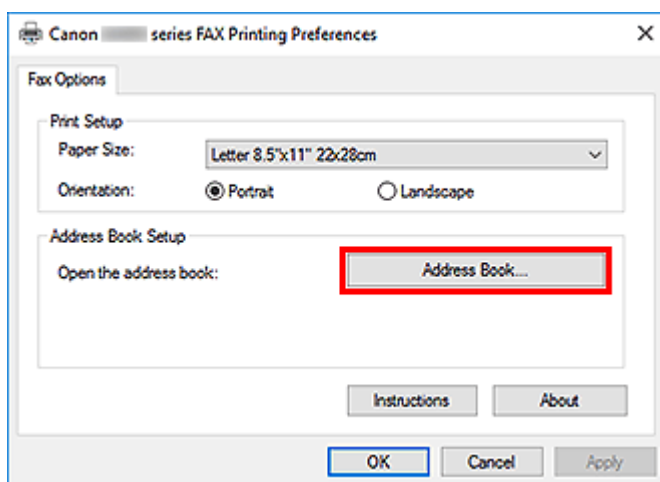 Canon series FAX Printing Preferences
Fax Options
Print Setup
Paper Size: Letter 8.5"x11" 22x28cm
Orientation: Portrait Landscape
Address Book Setup
Open the address book: Address Book...
Instructions About
OK Cancel Apply